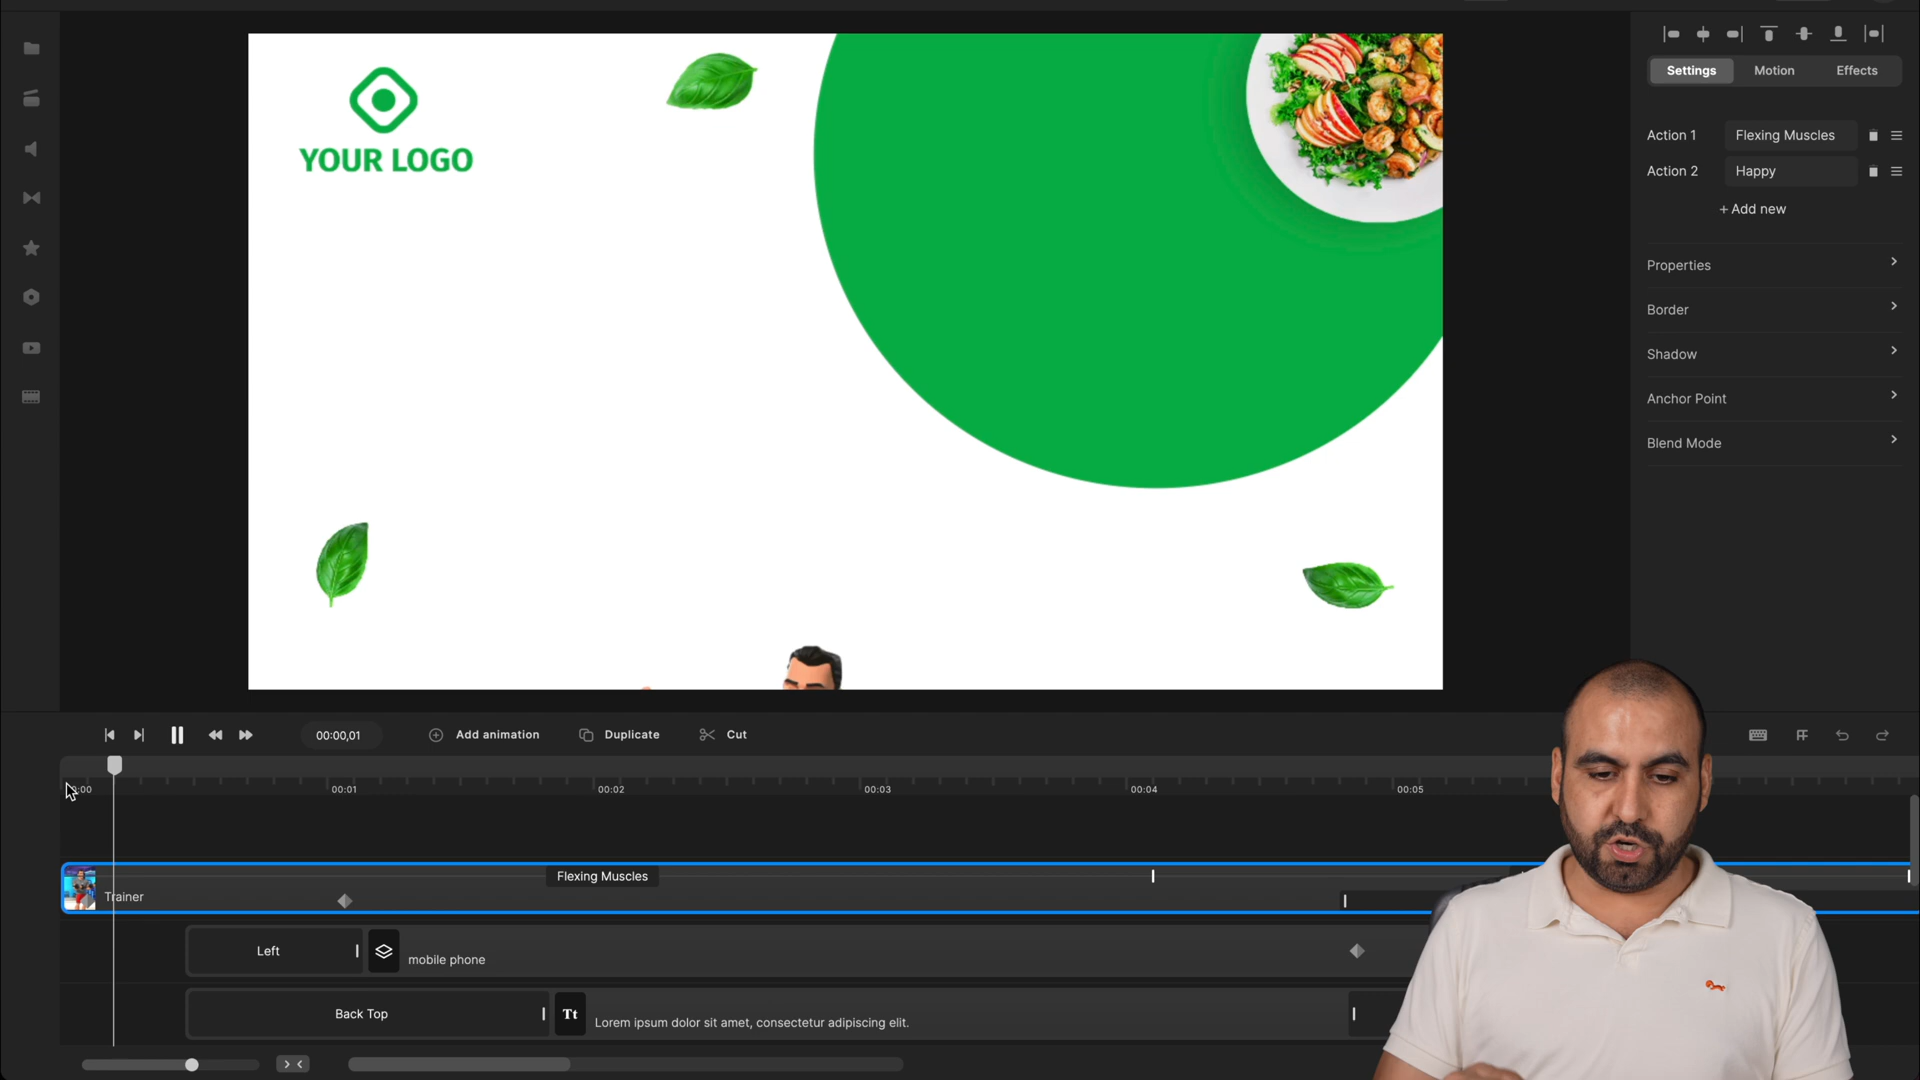 YOUR LOGO
Settings
Motion
Effects
Action 1
Flexing Muscles
Action 2
Happy
+ Add new
Properties
Border
Shadow
Anchor Point
Blend Mode
00:00,01
Add animation
Duplicate
Cut
:00
00:01
00:02
00:03
00:04
00:05
Flexing Muscles
Trainer
Left
mobile phone
Back Top
Tt
Lorem ipsum dolor sit amet, consectetur adipiscing elit.